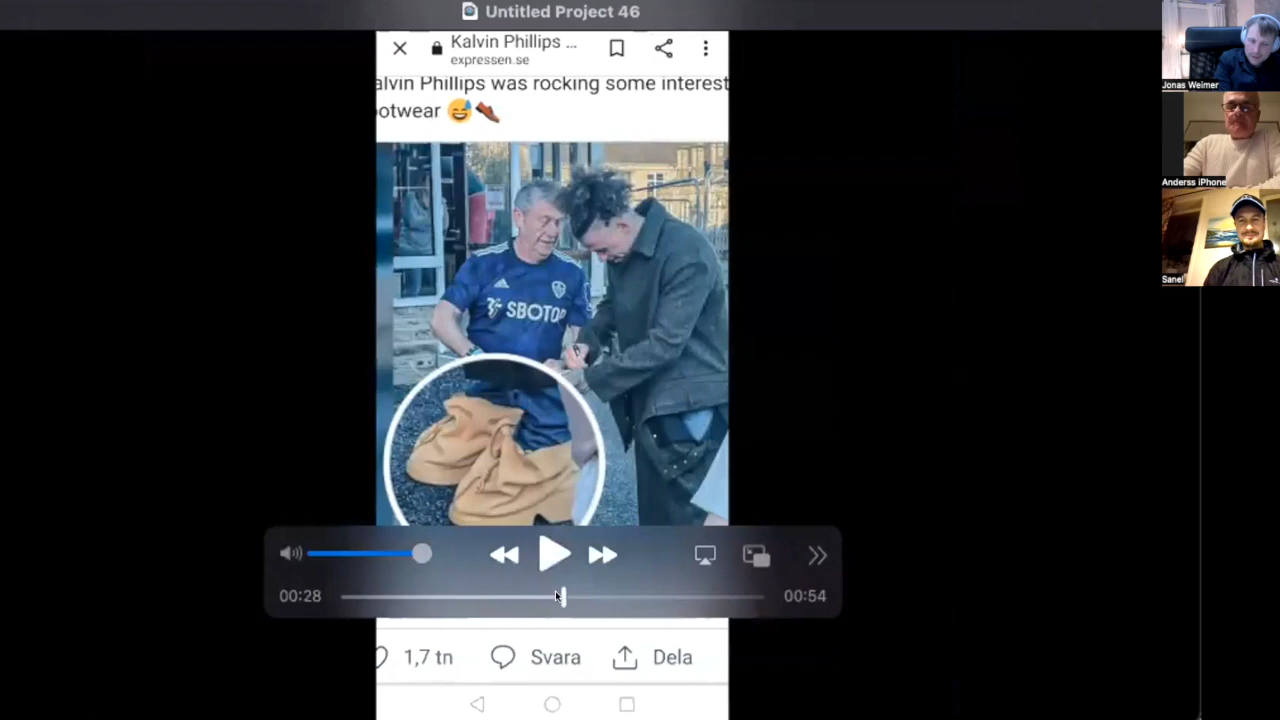 Untitled Project 46
Kalvin Phillips ...
expressen.se
alvin Phillips was rocking some interest
ootwear 😅👞
SBOTOP
00:28
00:54
1,7 tn
Svara
Dela
Jonas Weimer
Anderss iPhone
Sanel